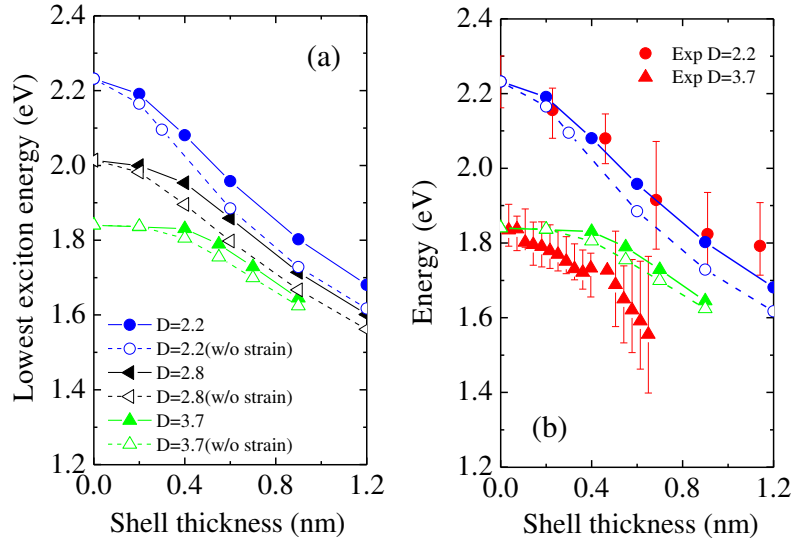 (a)
2.4
2.2
2.0
1.8
1.6
1.4
1.2
Lowest exciton energy (eV)
D=2.2
D=2.2(w/o strain)
D=2.8
D=2.8(w/o strain)
D=3.7
D=3.7(w/o strain)
0.0 0.4 0.8 1.2
Shell thickness (nm)
Exp D=2.2
Exp D=3.7
2.4
2.2
2.0
1.8
1.6
1.4
1.2
Energy (eV)
(b)
0.0 0.4 0.8 1.2
Shell thickness (nm)